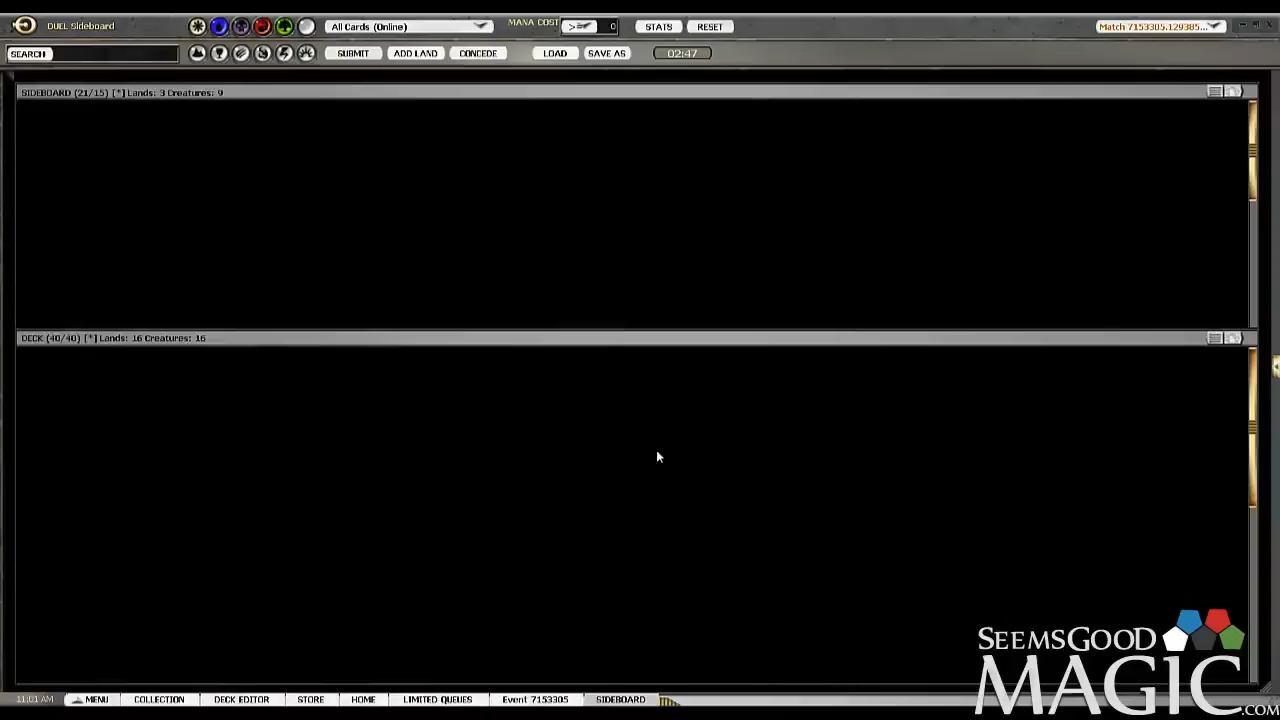 DUEL Sideboard
All Cards (Online)
MANA COST
>=
0
STATS
RESET
Match 7153305.129385...
SEARCH
SUBMIT
ADD LAND
CONCEDE
LOAD
SAVE AS
02:47
SIDEBOARD (21/15) [*] Lands: 3 Creatures: 9
DECK (40/40) [*] Lands: 16 Creatures: 16
SEEMSGOOD
MAGIC
.COM
11:01 AM
MENU
COLLECTION
DECK EDITOR
STORE
HOME
LIMITED QUEUES
Event 7153305
SIDEBOARD